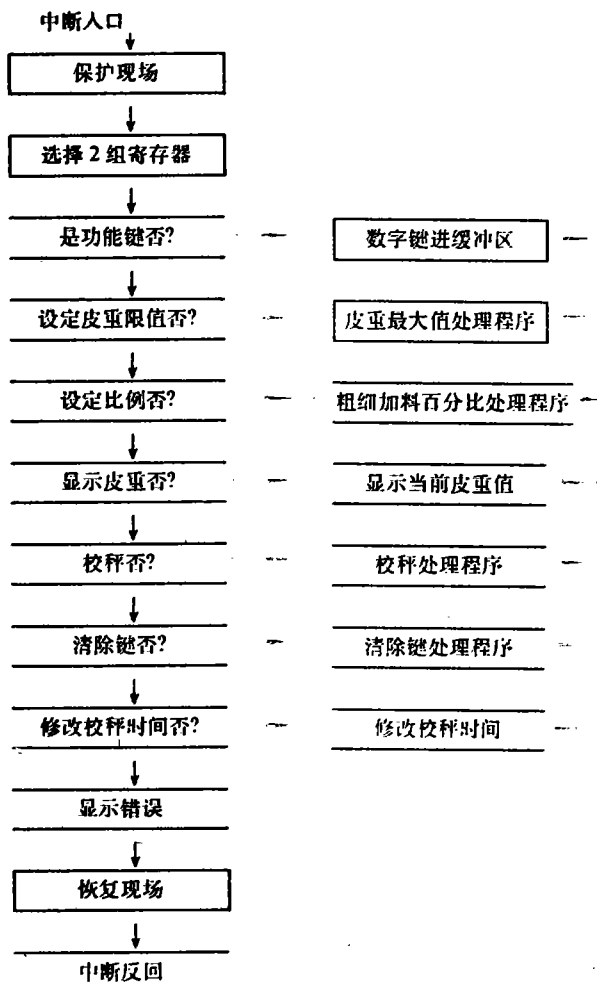 中断人口
保护现场
选择 2 组寄存器
是功能键否?
数字键进缓冲区
设定皮重限值否?
皮重最大值处理程序
设定比例否?
粗细加料百分比处理程序
显示皮重否?
显示当前皮重值
校秤否?
校秤处理程序
清除键否?
清除键处理程序
修改校秤时间否?
修改校秤时间
显示错误
恢复现场
中断反回